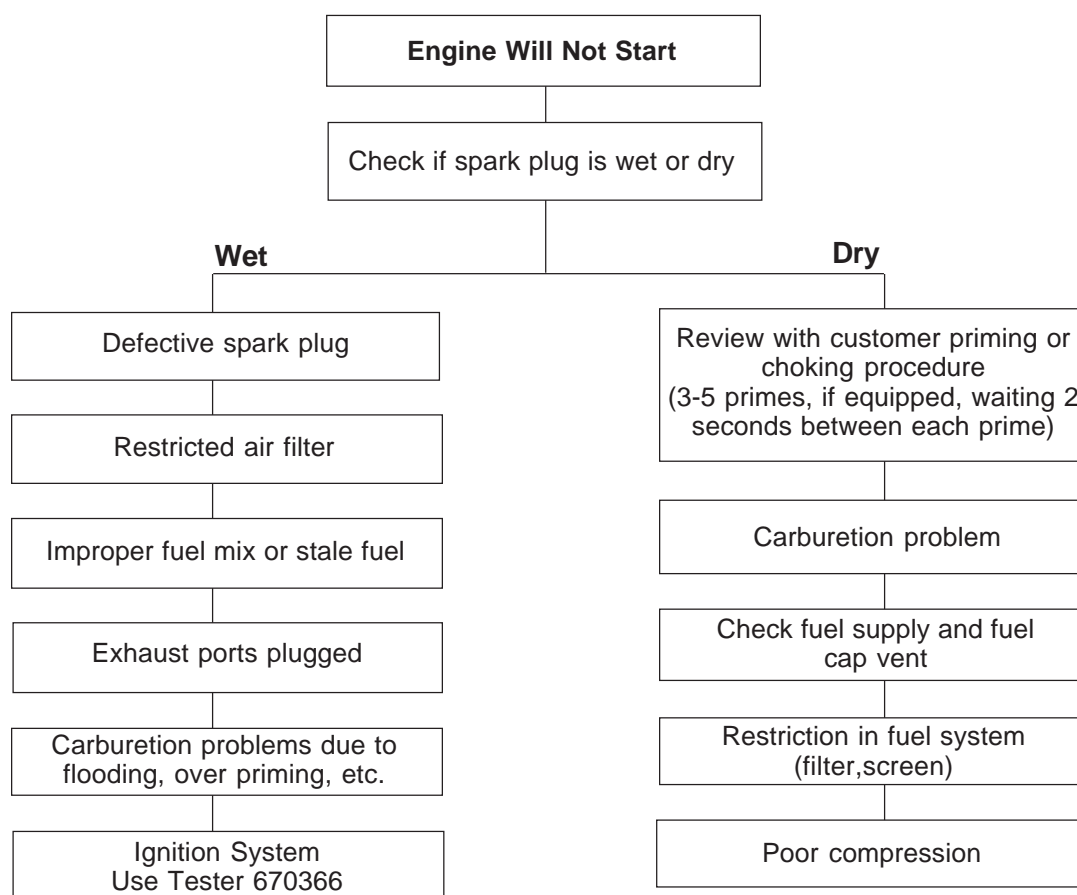 Engine Will Not Start
Check if spark plug is wet or dry
Wet
Defective spark plug
Restricted air filter
Improper fuel mix or stale fuel
Exhaust ports plugged
Carburetion problems due to
flooding, over priming, etc.
Ignition System
Use Tester 670366
Dry
Review with customer priming or
choking procedure
(3-5 primes, if equipped, waiting 2
seconds between each prime)
Carburetion problem
Check fuel supply and fuel
cap vent
Restriction in fuel system
(filter,screen)
Poor compression